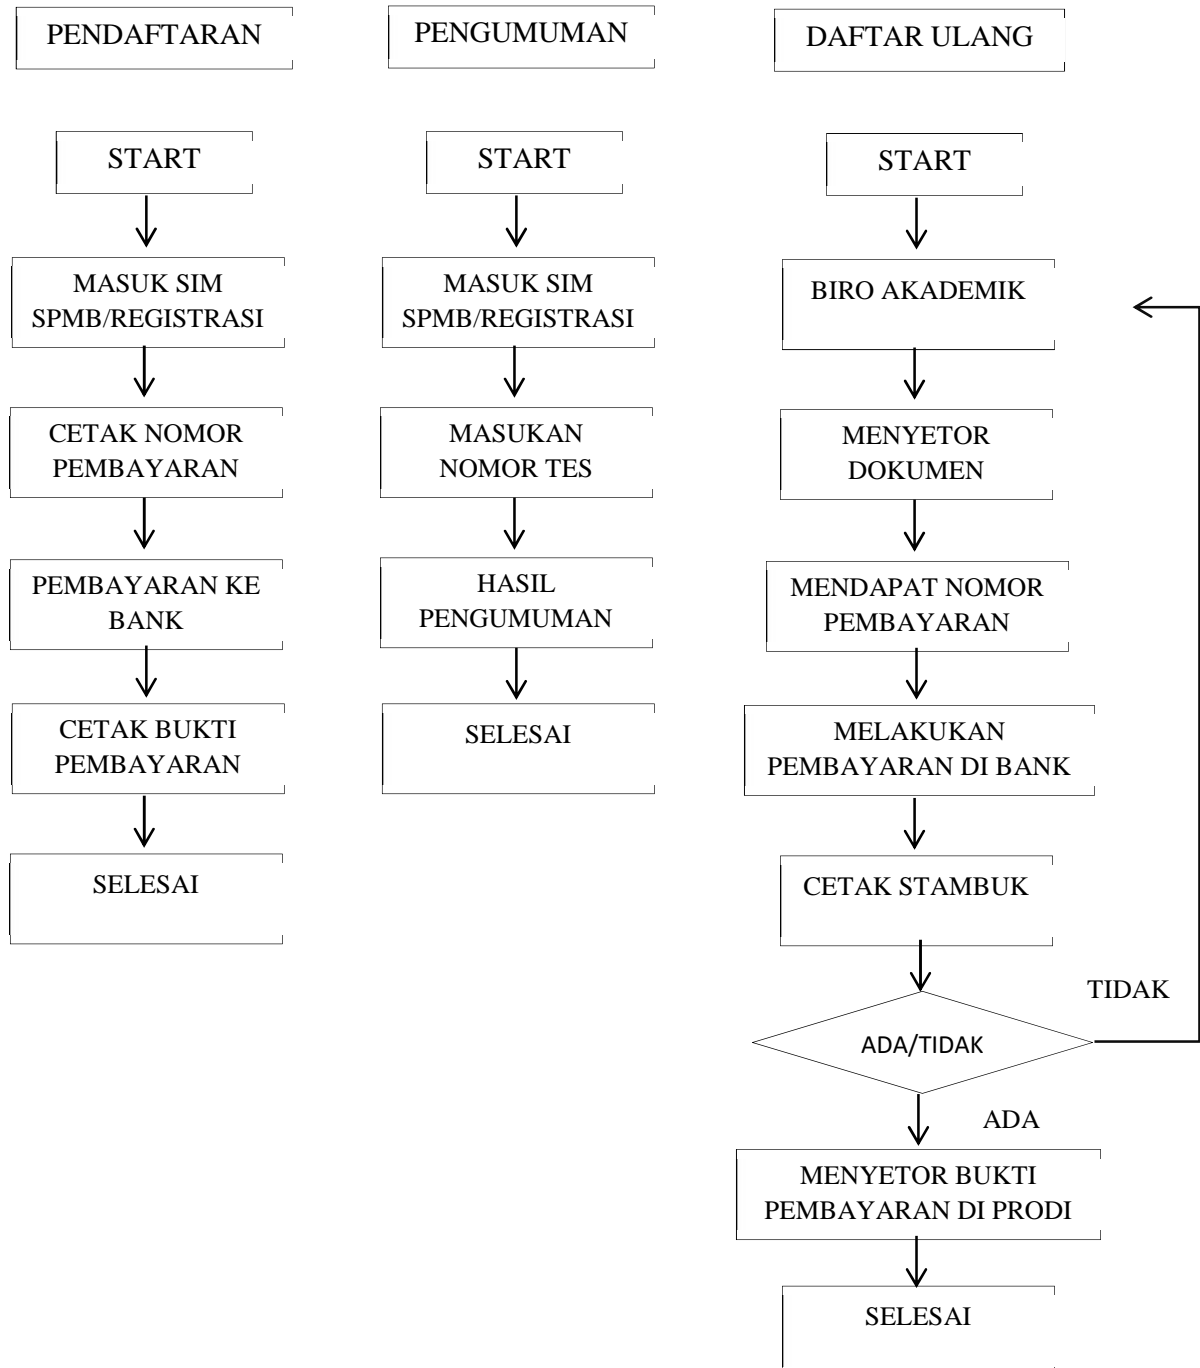 PENDAFTARAN
START
MASUK SIM
SPMB/REGISTRASI
CETAK NOMOR
PEMBAYARAN
PEMBAYARAN KE
BANK
CETAK BUKTI
PEMBAYARAN
SELESAI
PENGUMUMAN
START
MASUK SIM
SPMB/REGISTRASI
MASUKAN
NOMOR TES
HASIL
PENGUMUMAN
SELESAI
DAFTAR ULANG
START
BIRO AKADEMIK
MENYETOR
DOKUMEN
MENDAPAT NOMOR
PEMBAYARAN
MELAKUKAN
PEMBAYARAN DI BANK
CETAK STAMBUK
TIDAK
ADA/TIDAK
ADA
MENYETOR BUKTI
PEMBAYARAN DI PRODI
SELESAI